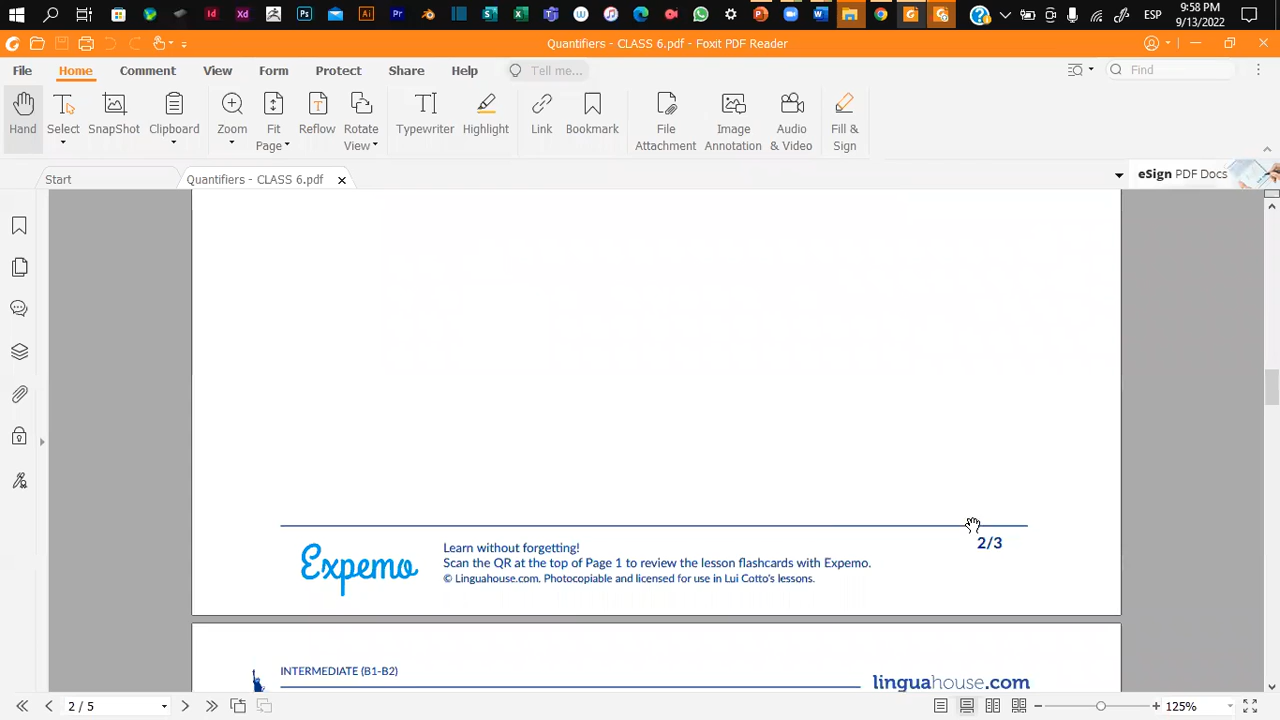 9:58 PM
ESP
9/13/2022
Quantifiers - CLASS 6.pdf - Foxit PDF Reader
File Home Comment View Form Protect Share Help Tell me... Find
Hand Select SnapShot Clipboard Zoom Fit Page Reflow Rotate View Typewriter Highlight Link Bookmark File Attachment Image Annotation Audio & Video Fill & Sign
Start Quantifiers - CLASS 6.pdf eSign PDF Docs
2/3
Expemo
Learn without forgetting!
Scan the QR at the top of Page 1 to review the lesson flashcards with Expemo.
© Linguahouse.com. Photocopiable and licensed for use in Lui Cotto's lessons.
INTERMEDIATE (B1-B2)
linguahouse.com
2 / 5
125%